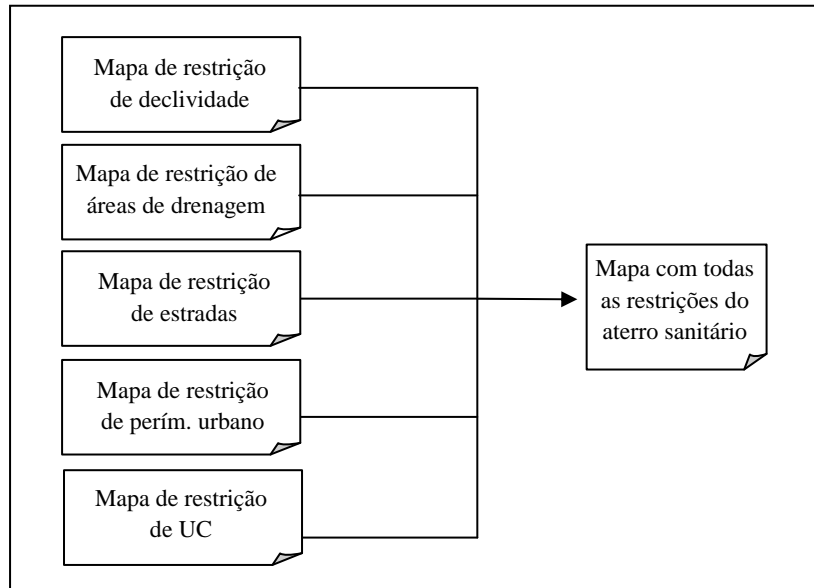 Mapa de restrição
de declividade
Mapa de restrição de
áreas de drenagem
Mapa de restrição
de estradas
Mapa de restrição
de perím. urbano
Mapa de restrição
de UC
Mapa com todas
as restrições do
aterro sanitário